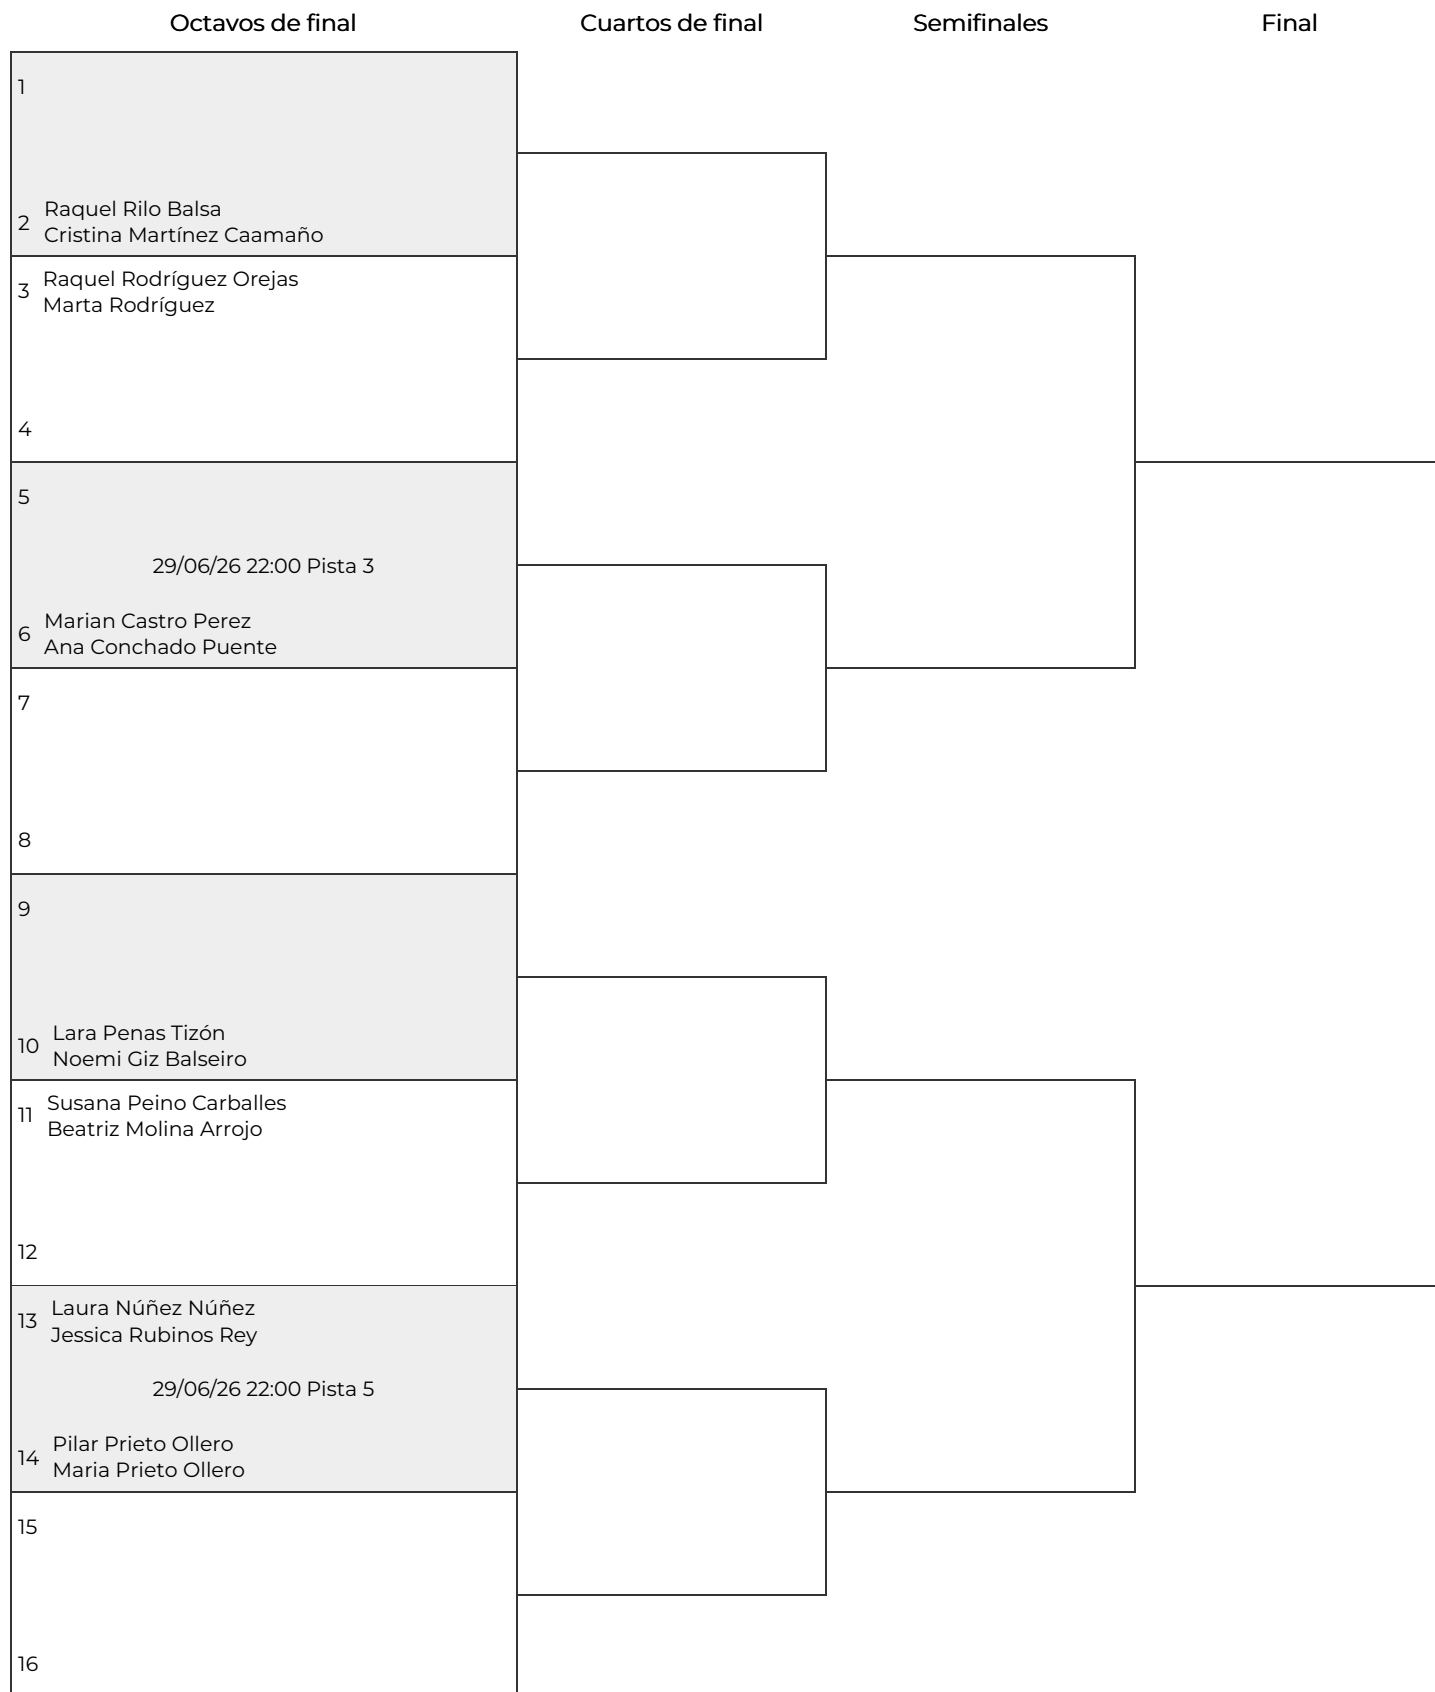 Octavos de final
Cuartos de final
Semifinales
Final
1
2
Raquel Rilo Balsa
Cristina Martínez Caamaño
3
Raquel Rodríguez Orejas
Marta Rodríguez
4
5
29/06/26 22:00 Pista 3
6
Marian Castro Perez
Ana Conchado Puente
7
8
9
10
Lara Penas Tizón
Noemi Giz Balseiro
11
Susana Peino Carballes
Beatriz Molina Arrojo
12
13
Laura Núñez Núñez
Jessica Rubinos Rey
29/06/26 22:00 Pista 5
14
Pilar Prieto Ollero
Maria Prieto Ollero
15
16